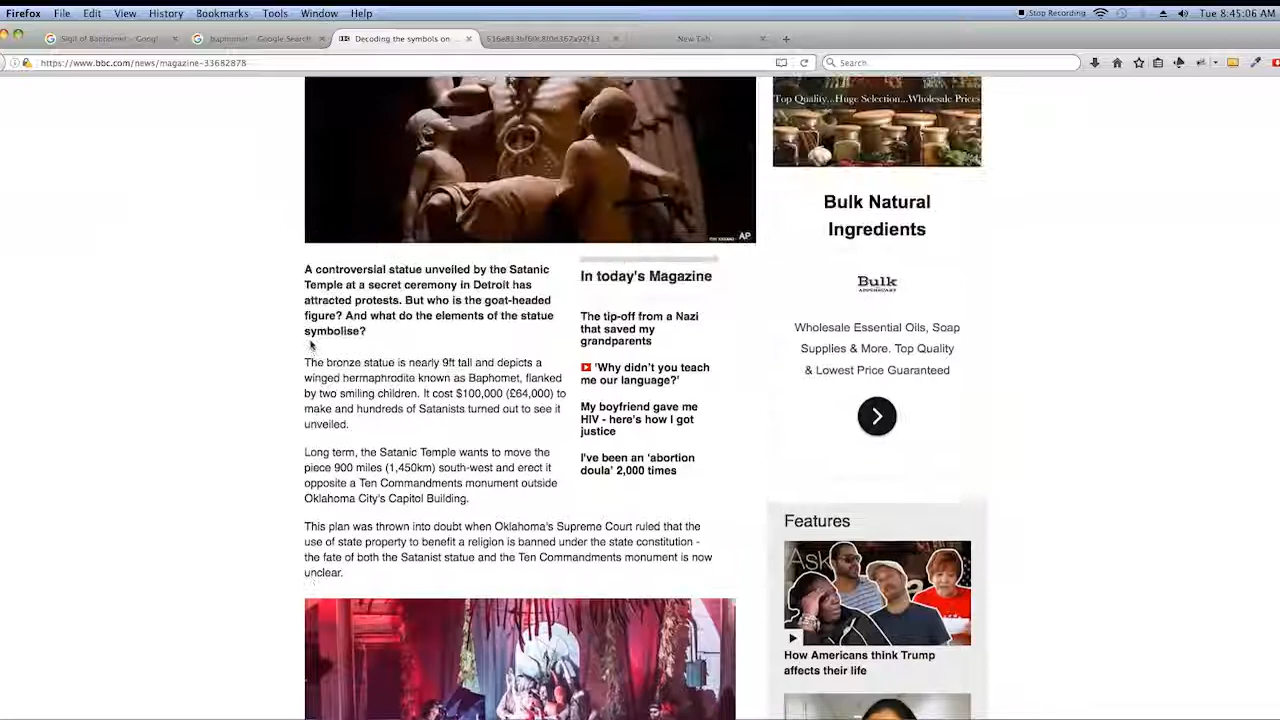 Firefox File Edit View History Bookmarks Tools Window Help
Stop Recording
Tue 8:45:06 AM
Sigil of Baphomet - Googl
baphomet - Google Search
Decoding the symbols on
New Tab
https://www.bbc.com/news/magazine-33682878
Search
AP
A controversial statue unveiled by the Satanic
Temple at a secret ceremony in Detroit has
attracted protests. But who is the goat-headed
figure? And what do the elements of the statue
symbolise?
The bronze statue is nearly 9ft tall and depicts a
winged hermaphrodite known as Baphomet, flanked
by two smiling children. It cost $100,000 (£64,000) to
make and hundreds of Satanists turned out to see it
unveiled.
Long term, the Satanic Temple wants to move the
piece 900 miles (1,450km) south-west and erect it
opposite a Ten Commandments monument outside
Oklahoma City's Capitol Building.
This plan was thrown into doubt when Oklahoma's Supreme Court ruled that the
use of state property to benefit a religion is banned under the state constitution -
the fate of both the Satanist statue and the Ten Commandments monument is now
unclear.
In today's Magazine
The tip-off from a Nazi
that saved my
grandparents
'Why didn't you teach
me our language?'
My boyfriend gave me
HIV - here's how I got
justice
I've been an 'abortion
doula' 2,000 times
Top Quality...Huge Selection...Wholesale Prices
Bulk Natural
Ingredients
Bulk
APOTHECARY
Wholesale Essential Oils, Soap
Supplies & More. Top Quality
& Lowest Price Guaranteed
Features
Ask
How Americans think Trump
affects their life